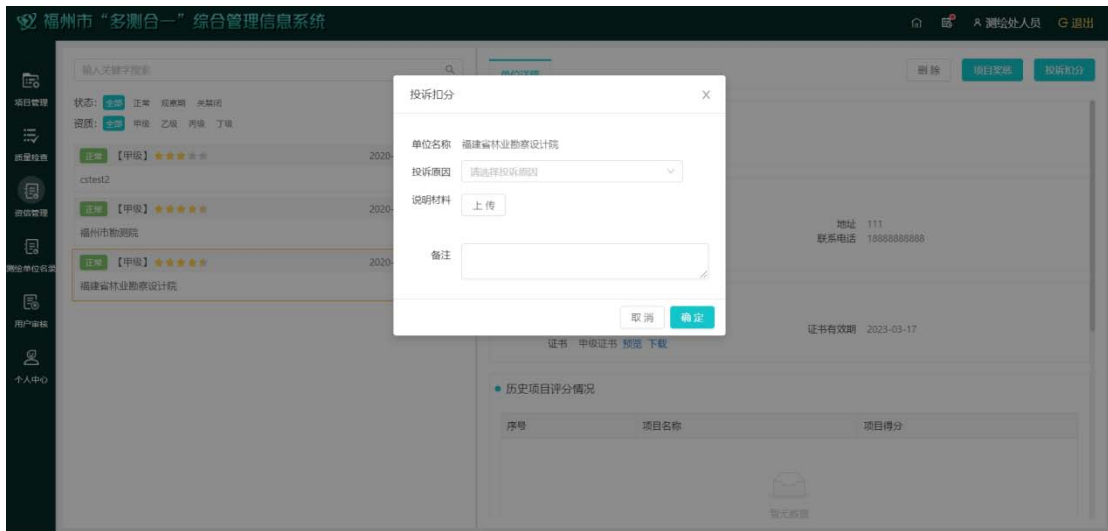 福州市“多测合一”综合管理信息系统
测绘处人员 退出
输入关键字搜索
单位详情
删除 项目奖惩 投诉扣分
项目管理
质量检查
资信管理
测绘单位名录
用户审核
个人中心
状态: 全部 正常 观察期 关禁闭
资质: 全部 甲级 乙级 丙级 丁级
正常 【甲级】 2020-
cstest2
正常 【甲级】 2020-
福州市勘测院
正常 【甲级】 2020-
福建省林业勘察设计院
投诉扣分 X
单位名称 福建省林业勘察设计院
投诉原因 请选择投诉原因
说明材料 上传
备注
取消 确定
地址 111
联系电话 18888888888
证书有效期 2023-03-17
证书 甲级证书 预览 下载
历史项目评分情况
序号 项目名称 项目得分
暂无数据